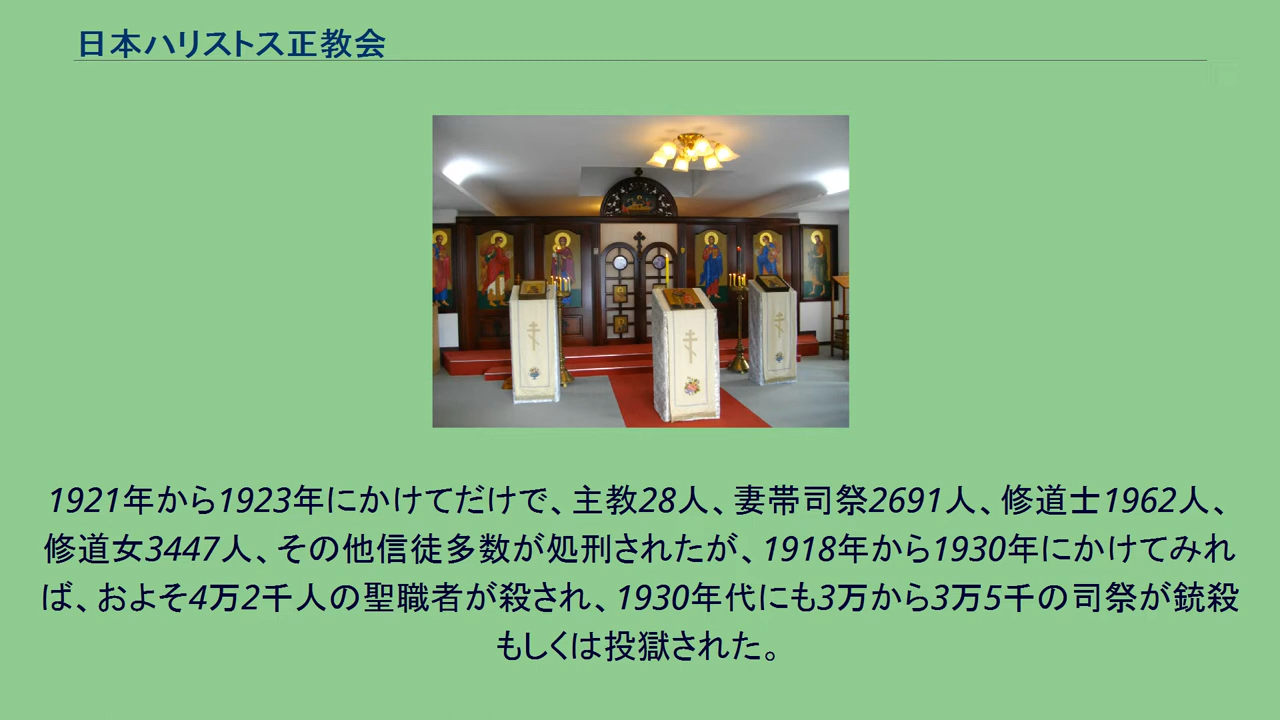 日本ハリストス正教会
1921年から1923年にかけてだけで、主教28人、妻帯司祭2691人、修道士1962人、
修道女3447人、その他信徒多数が処刑されたが、1918年から1930年にかけてみれ
ば、およそ4万2千人の聖職者が殺され、1930年代にも3万から3万5千の司祭が銃殺
もしくは投獄された。